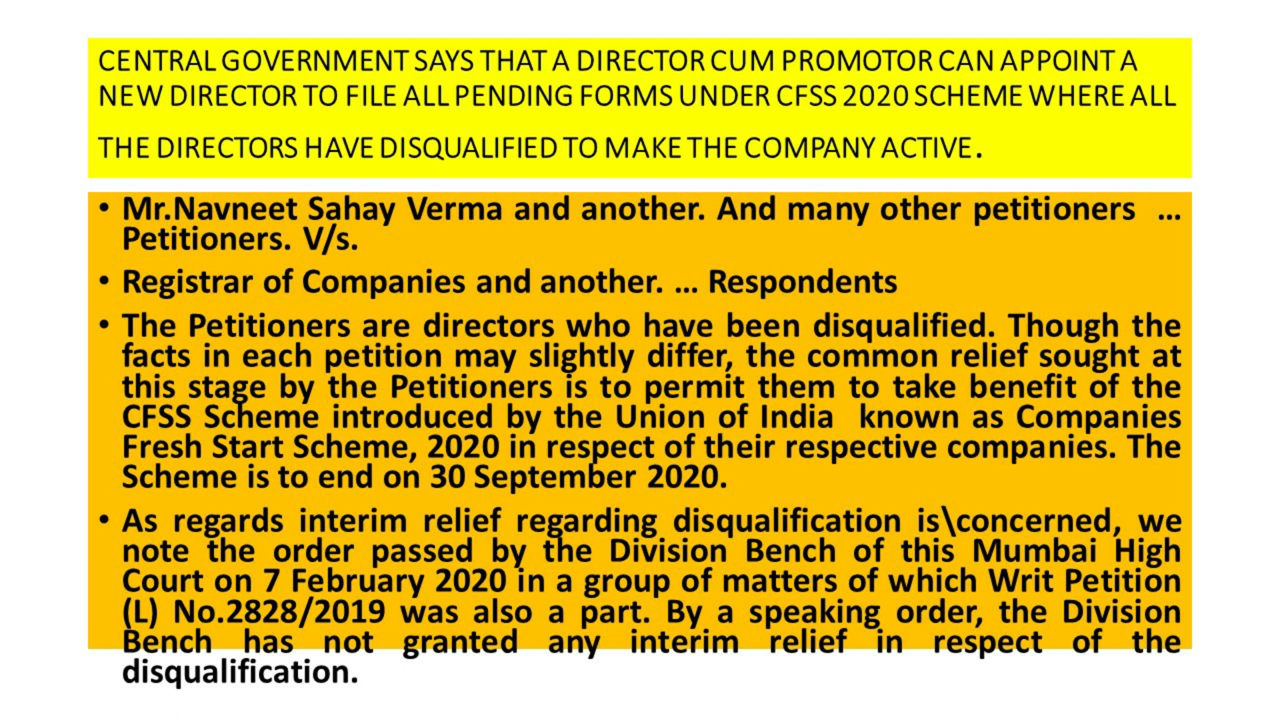 CENTRAL GOVERNMENT SAYS THAT A DIRECTOR CUM PROMOTOR CAN APPOINT A
NEW DIRECTOR TO FILE ALL PENDING FORMS UNDER CFSS 2020 SCHEME WHERE ALL
THE DIRECTORS HAVE DISQUALIFIED TO MAKE THE COMPANY ACTIVE.
• Mr.Navneet Sahay Verma and another. And many other petitioners …
Petitioners. V/s.
• Registrar of Companies and another. … Respondents
• The Petitioners are directors who have been disqualified. Though the
facts in each petition may slightly differ, the common relief sought at
this stage by the Petitioners is to permit them to take benefit of the
CFSS Scheme introduced by the Union of India known as Companies
Fresh Start Scheme, 2020 in respect of their respective companies. The
Scheme is to end on 30 September 2020.
• As regards interim relief regarding disqualification is\concerned, we
note the order passed by the Division Bench of this Mumbai High
Court on 7 February 2020 in a group of matters of which Writ Petition
(L) No.2828/2019 was also a part. By a speaking order, the Division
Bench has not granted any interim relief in respect of the
disqualification.